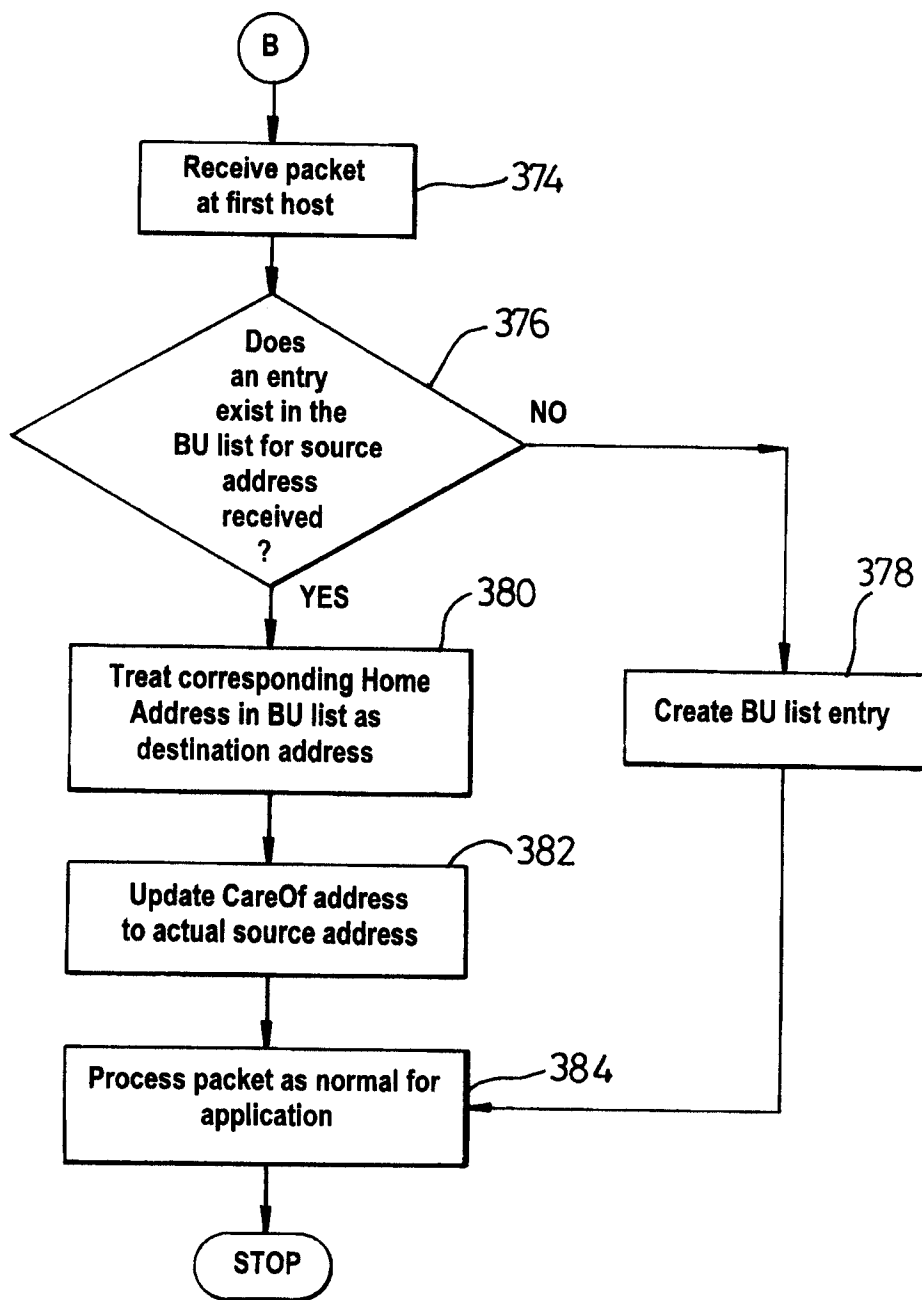 B
Receive packet
at first host
374
Does
an entry
exist in the
BU list for source
address
received
?
376
NO
YES
380
Treat corresponding Home
Address in BU list as
destination address
378
Create BU list entry
382
Update CareOf address
to actual source address
Process packet as normal for
application
384
STOP